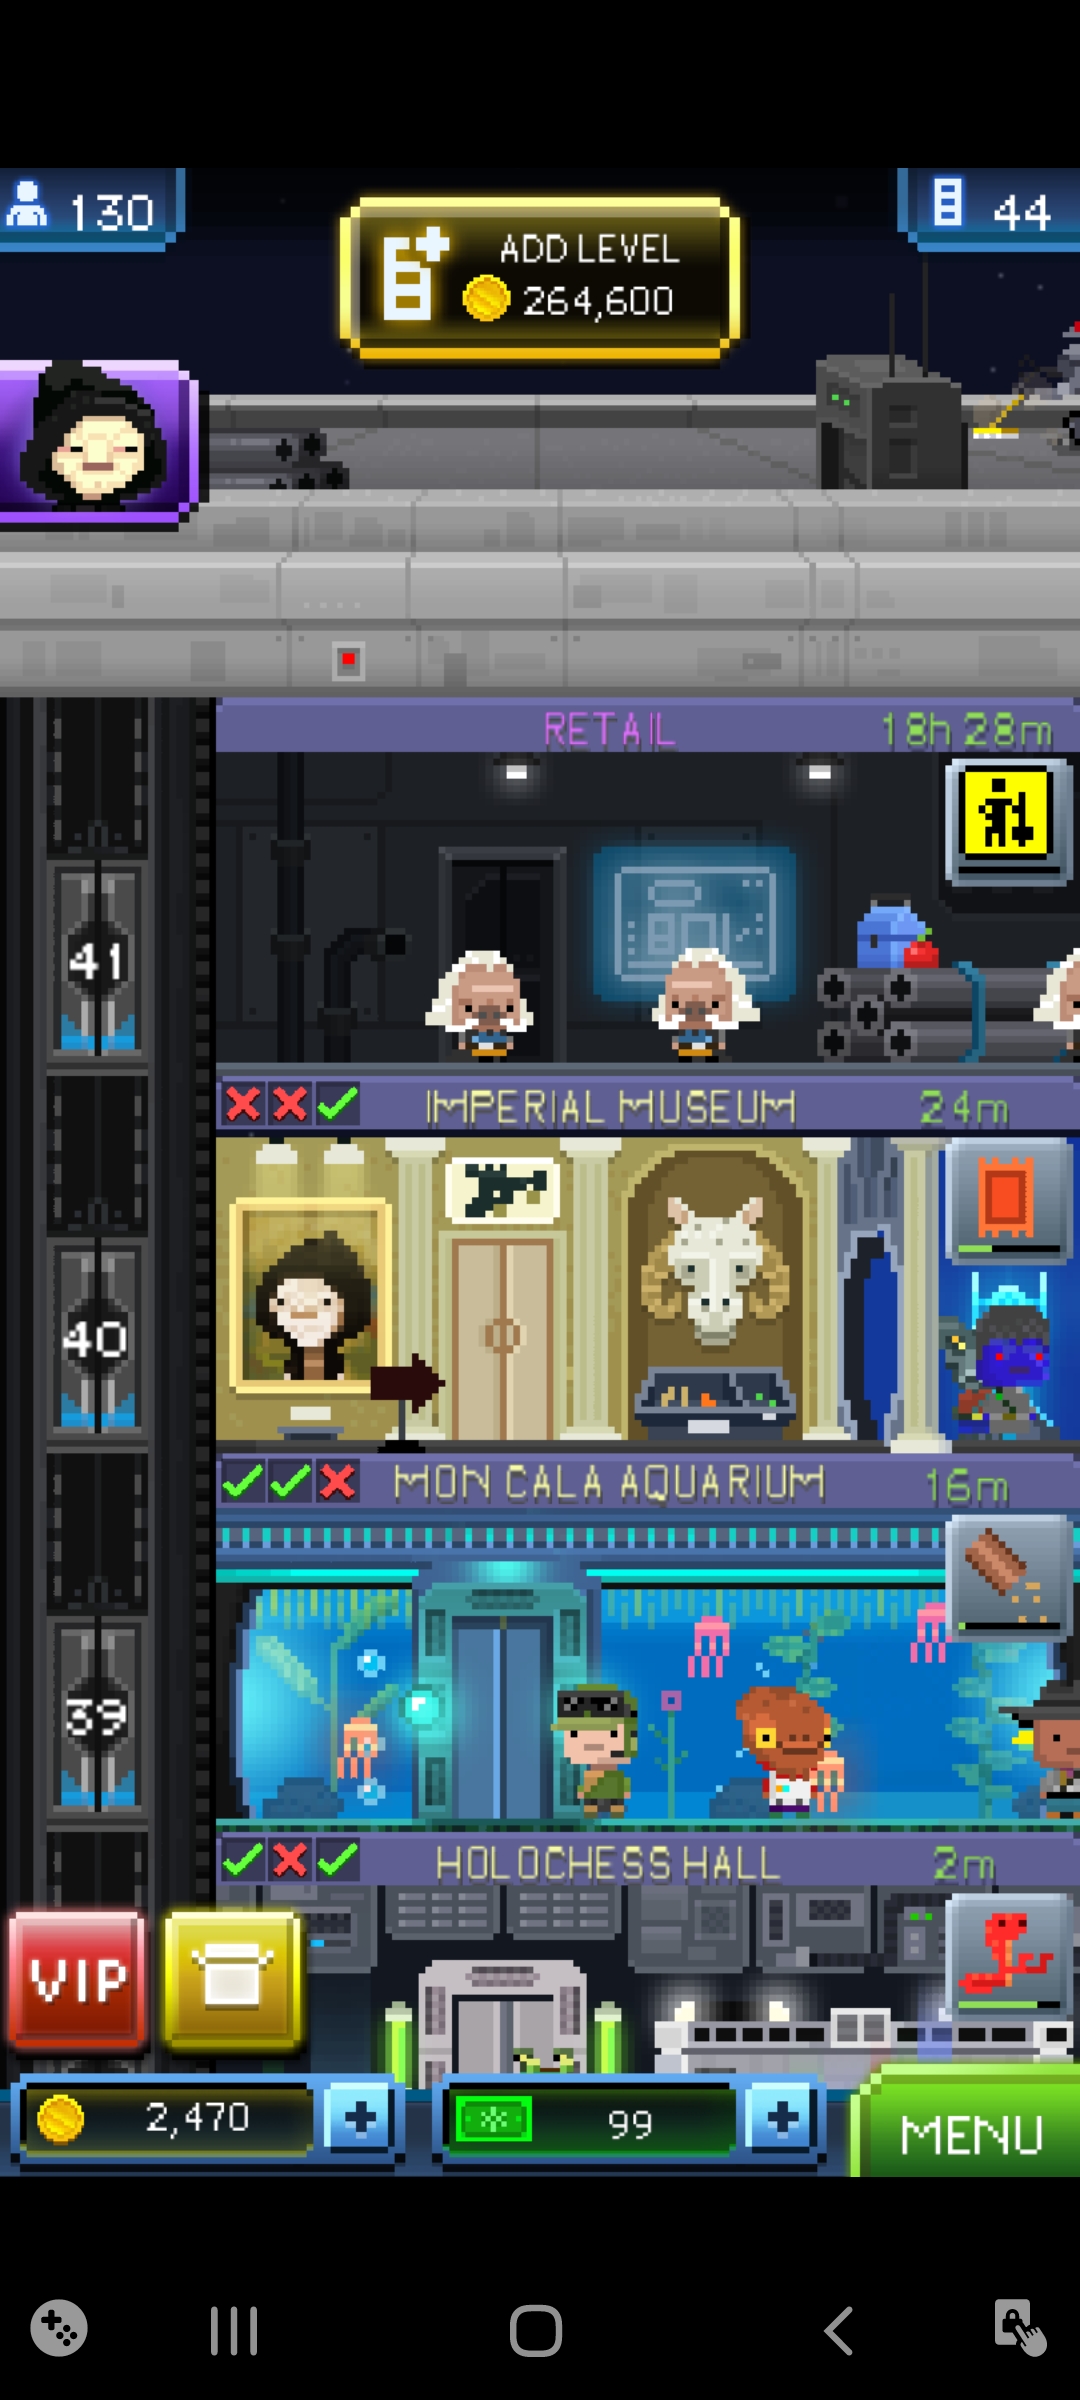 130
ADD LEVEL
264,600
44
RETAIL 18h 28m
41
IMPERIAL MUSEUM 24m
40
MON CALA AQUARIUM 16m
39
HOLOCHESS HALL 2m
VIP
2,470
99
MENU